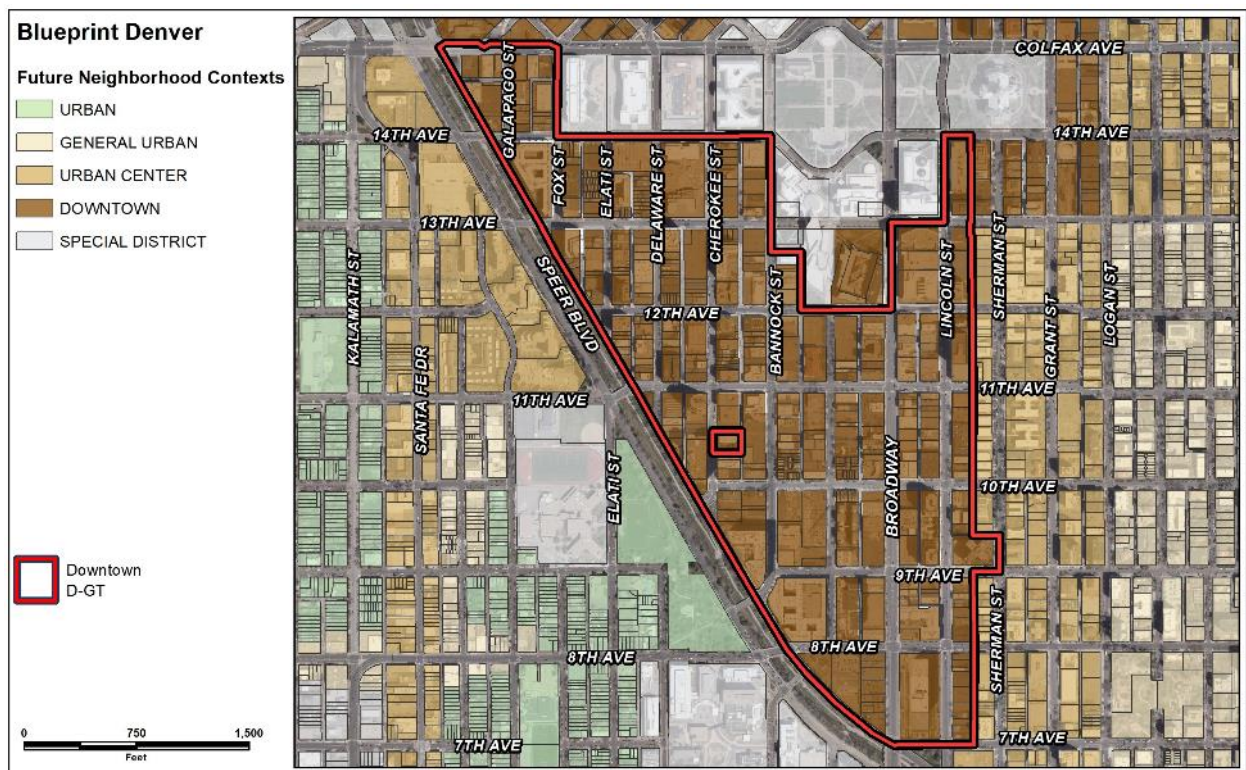 Blueprint Denver
Future Neighborhood Contexts
URBAN
GENERAL URBAN
URBAN CENTER
DOWNTOWN
SPECIAL DISTRICT
Downtown
D-GT
0 750 1,500
Feet
COLFAX AVE
GALAPAGO ST
14TH AVE
14TH AVE
FOX ST
ELATI ST
DELAWARE ST
CHEROKEE ST
13TH AVE
KALAMATH ST
SPEER BLVD
BANNOCK ST
LINCOLN ST
SHERMAN ST
12TH AVE
GRANT ST
LOGAN ST
SANTA FE DR
11TH AVE
11TH AVE
ELATI ST
BROADWAY
10TH AVE
9TH AVE
SHERMAN ST
8TH AVE
8TH AVE
7TH AVE
7TH AVE